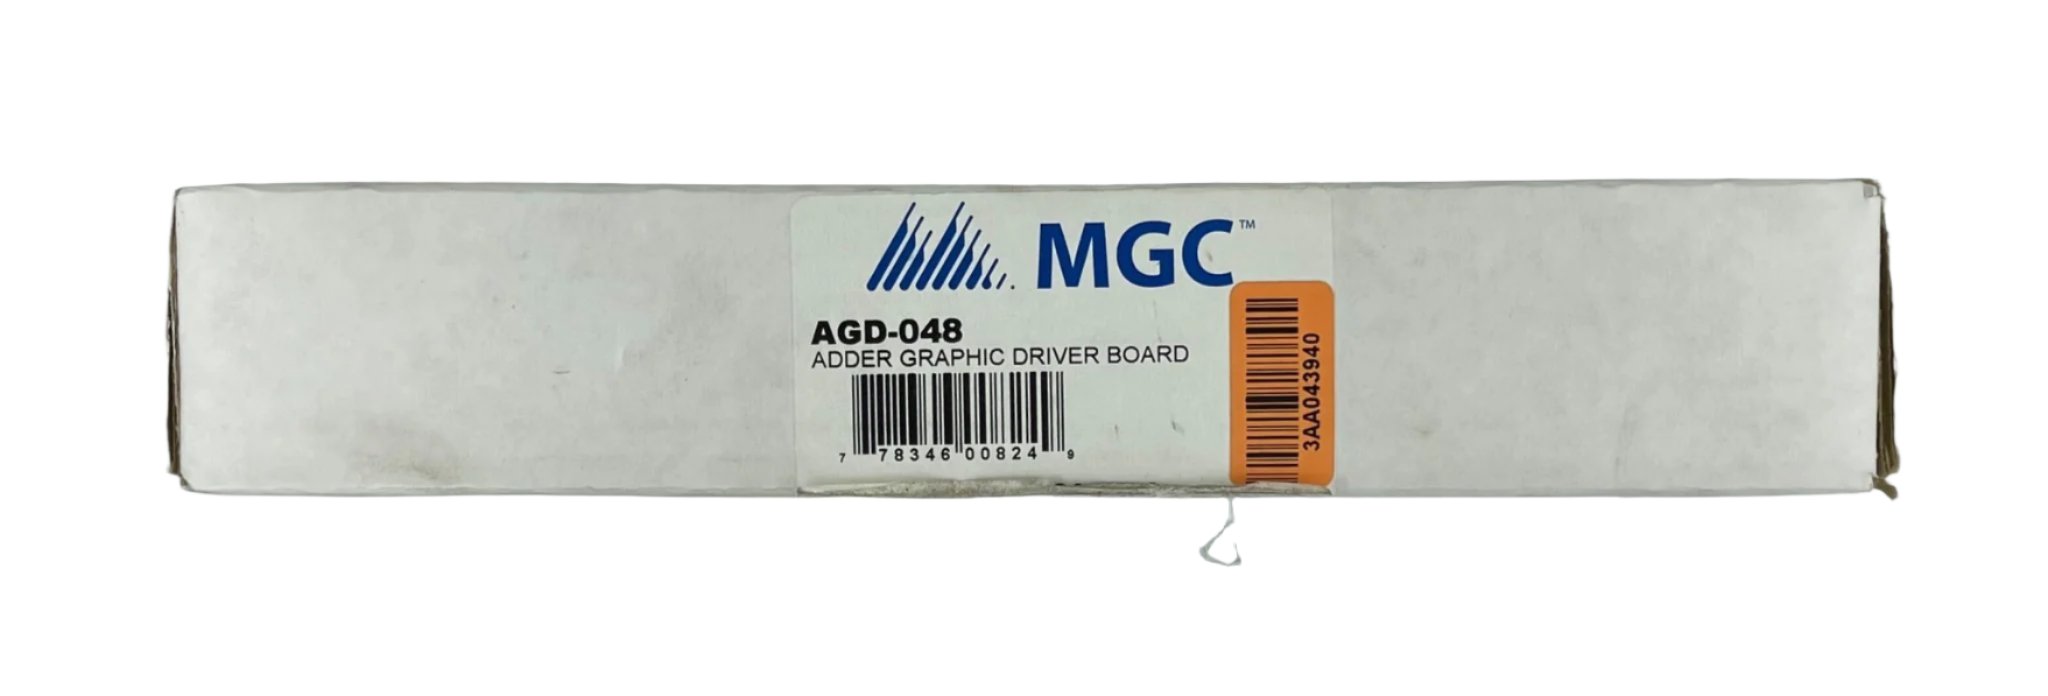 MGC™
AGD-048
ADDER GRAPHIC DRIVER BOARD
7 78346 00824 9
3AA043940